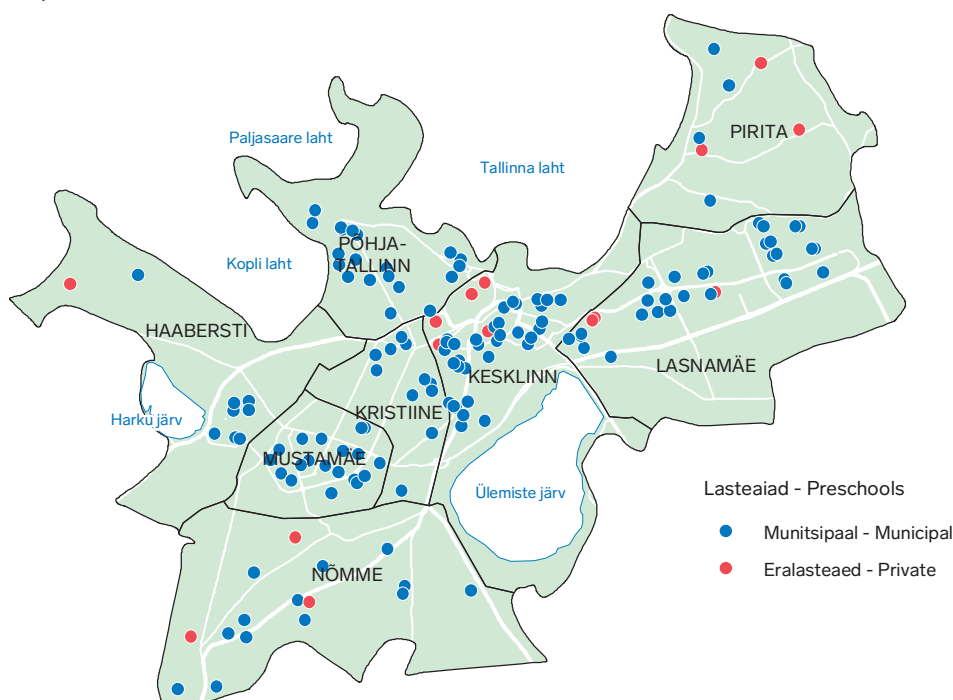 PIRITA
Paljasaare laht
Tallinna laht
PÕHJA-
TALLINN
Kopli laht
HAABERSTI
LASNAMÄE
KESKLINN
Harku järv
KRISTIINE
MUSTAMÄE
Ülemiste järv
NÕMME
Lasteaiad - Preschools
Munitsipaal - Municipal
Eralasteaed - Private